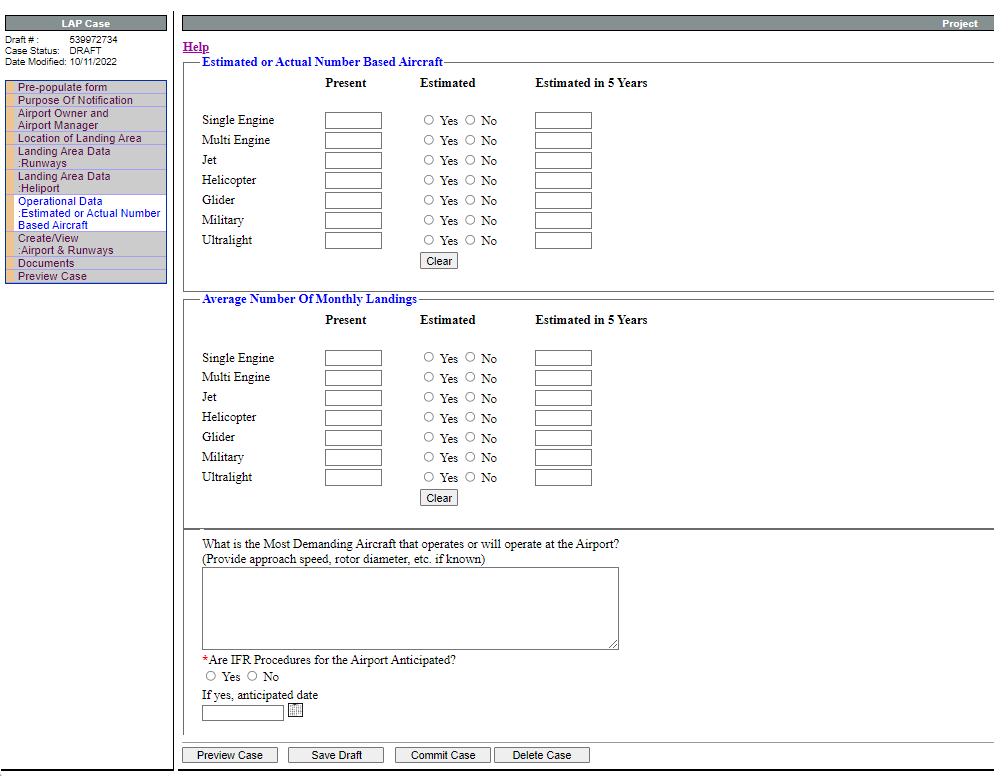 LAP Case
Draft # : 539972734
Case Status: DRAFT
Date Modified: 10/11/2022
Pre-populate form
Purpose Of Notification
Airport Owner and
Airport Manager
Location of Landing Area
Landing Area Data
:Runways
Landing Area Data
:Heliport
Operational Data
:Estimated or Actual Number
Based Aircraft
Create/View
:Airport & Runways
Documents
Preview Case
Project
Help
Estimated or Actual Number Based Aircraft
Present Estimated Estimated in 5 Years
Single Engine Yes No
Multi Engine Yes No
Jet Yes No
Helicopter Yes No
Glider Yes No
Military Yes No
Ultralight Yes No
Clear
Average Number Of Monthly Landings
Present Estimated Estimated in 5 Years
Single Engine Yes No
Multi Engine Yes No
Jet Yes No
Helicopter Yes No
Glider Yes No
Military Yes No
Ultralight Yes No
Clear
What is the Most Demanding Aircraft that operates or will operate at the Airport?
(Provide approach speed, rotor diameter, etc. if known)
*Are IFR Procedures for the Airport Anticipated?
Yes No
If yes, anticipated date
Preview Case Save Draft Commit Case Delete Case